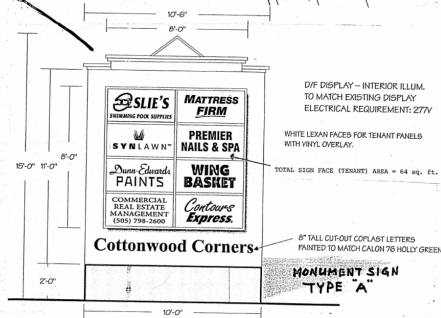 10'-6"
8'-0"
LESLIE'S
SWIMMING POOL SUPPLIES
MATTRESS
FIRM
SYNLAWN™
PREMIER
NAILS & SPA
Dunn-Edwards
PAINTS
WING
BASKET
COMMERCIAL
REAL ESTATE
MANAGEMENT
(505) 798-2600
Contours
Express.
Cottonwood Corners
15'-0"
11'-0"
8'-0"
2'-0"
10'-0"
D/F DISPLAY – INTERIOR ILLUM.
TO MATCH EXISTING DISPLAY
ELECTRICAL REQUIREMENT: 277V
WHITE LEXAN FACES FOR TENANT PANELS
WITH VINYL OVERLAY.
TOTAL SIGN FACE (TENANT) AREA = 64 sq. ft.
8" TALL CUT-OUT COPLAST LETTERS
PAINTED TO MATCH CALON 76 HOLLY GREEN
MONUMENT SIGN
TYPE "A"